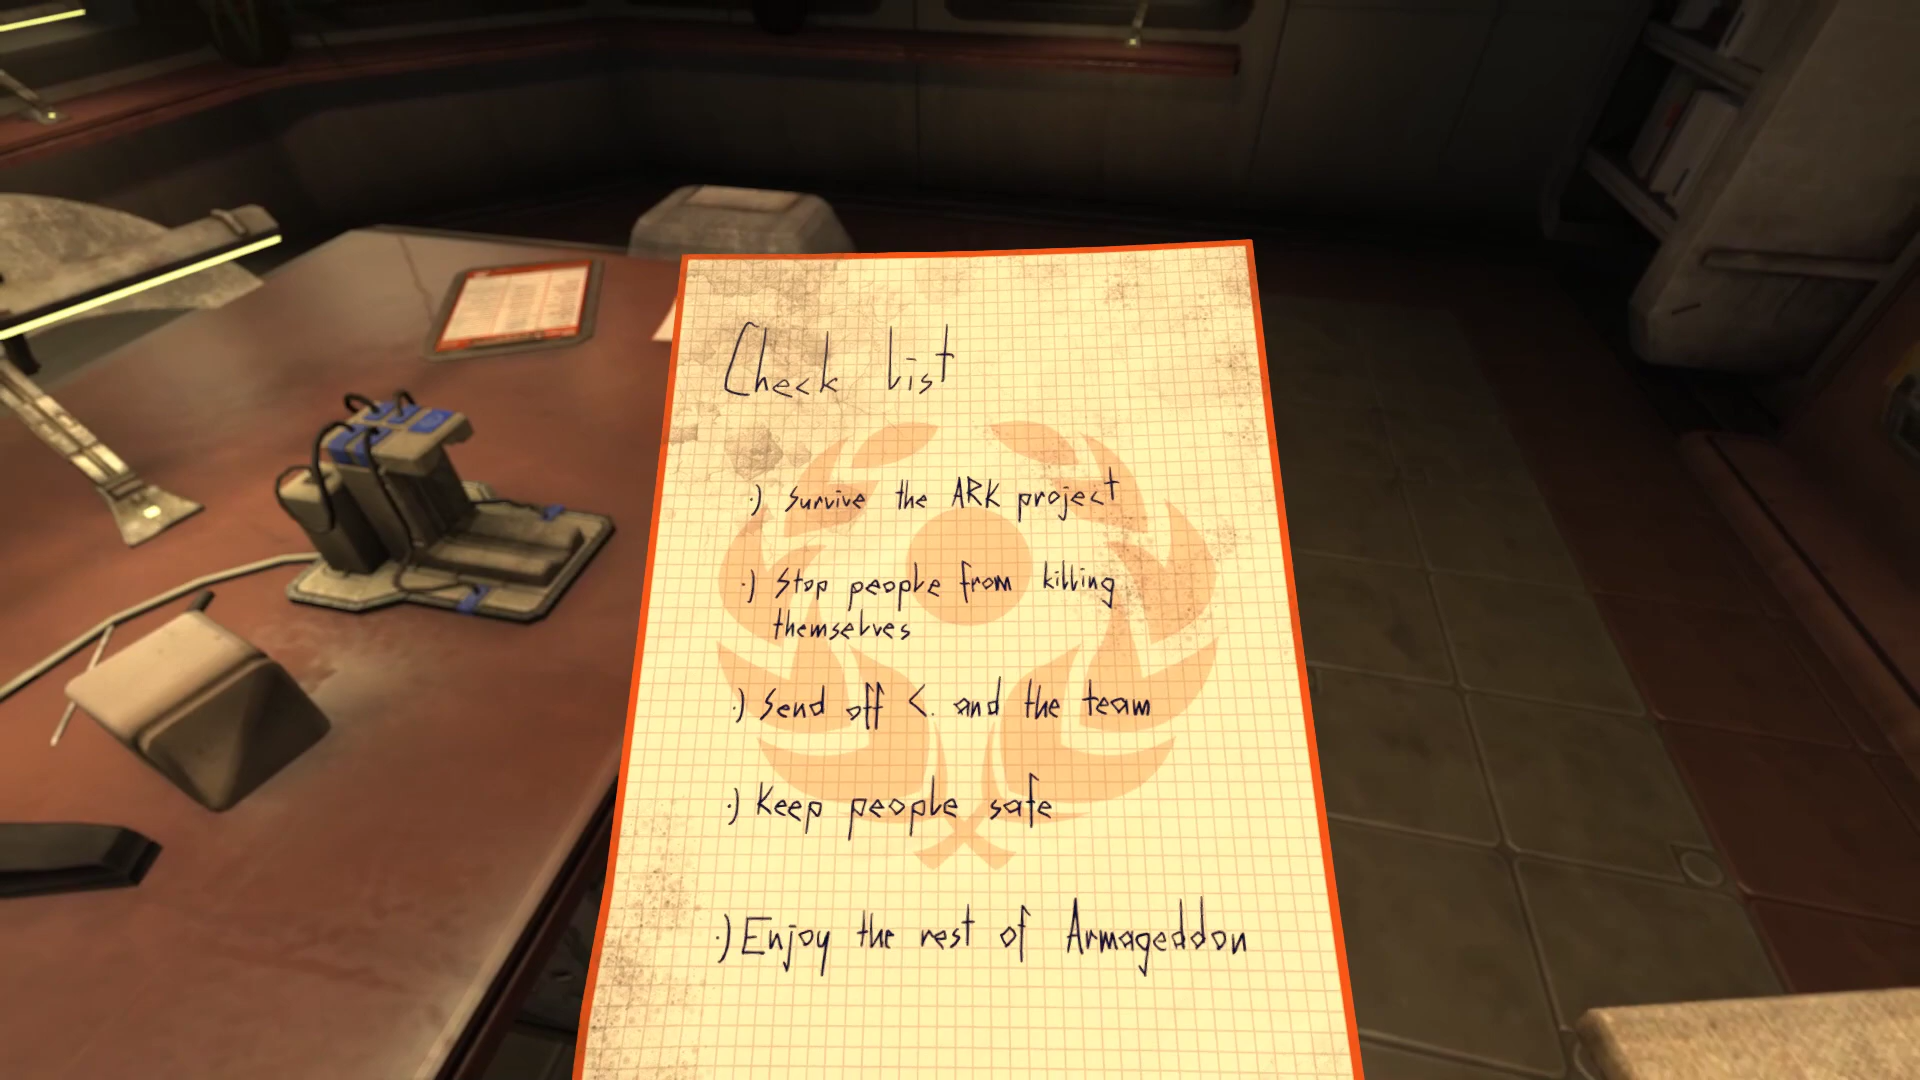 Check list
·) Survive the ARK project
·) Stop people from killing
themselves
·) Send off C. and the team
·) Keep people safe
·) Enjoy the rest of Armageddon